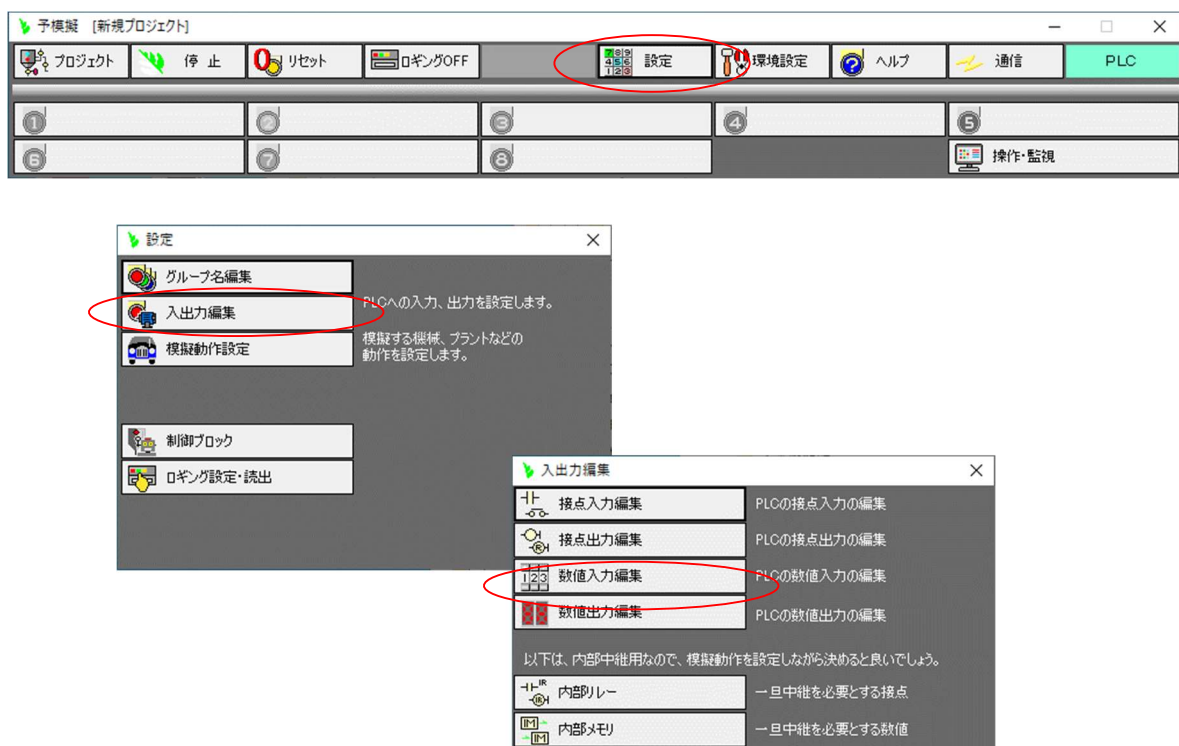 予模擬 [新規プロジェクト]
プロジェクト 停止 リセット ロギングOFF 設定 環境設定 ヘルプ 通信 PLC
① ② ③ ④ ⑤
⑥ ⑦ ⑧ 操作・監視
設定
グループ名編集
PLCへの入力、出力を設定します。
入出力編集
模擬する機械、プラントなどの
模擬動作設定
動作を設定します。
制御ブロック
ロギング設定・読出
入出力編集
接点入力編集 PLCの接点入力の編集
接点出力編集 PLCの接点出力の編集
数値入力編集 PLCの数値入力の編集
数値出力編集 PLCの数値出力の編集
以下は、内部中継用なので、模擬動作を設定しながら決めると良いでしょう。
内部リレー 一旦中継を必要とする接点
内部メモリ 一旦中継を必要とする数値